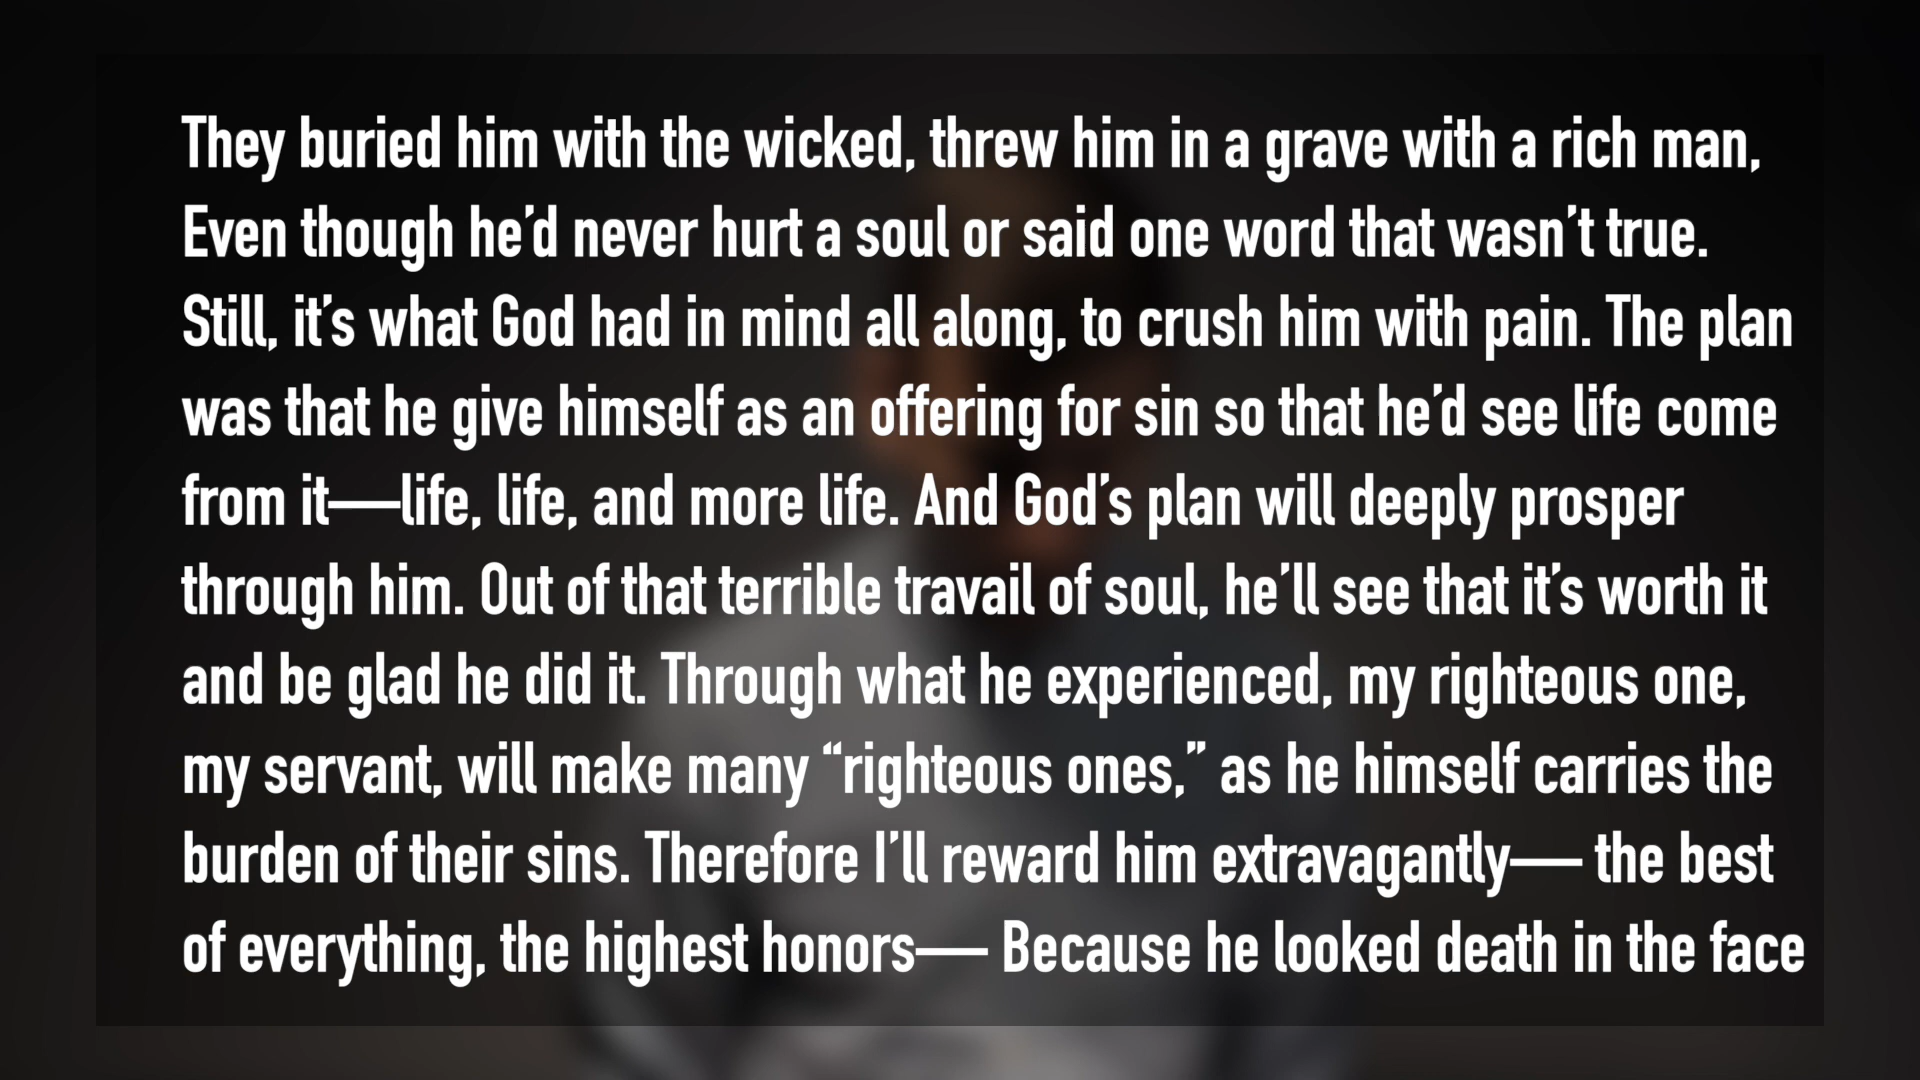 They buried him with the wicked, threw him in a grave with a rich man,
Even though he’d never hurt a soul or said one word that wasn’t true.
Still, it’s what God had in mind all along, to crush him with pain. The plan
was that he give himself as an offering for sin so that he’d see life come
from it—life, life, and more life. And God’s plan will deeply prosper
through him. Out of that terrible travail of soul, he’ll see that it’s worth it
and be glad he did it. Through what he experienced, my righteous one,
my servant, will make many “righteous ones,” as he himself carries the
burden of their sins. Therefore I’ll reward him extravagantly— the best
of everything, the highest honors— Because he looked death in the face